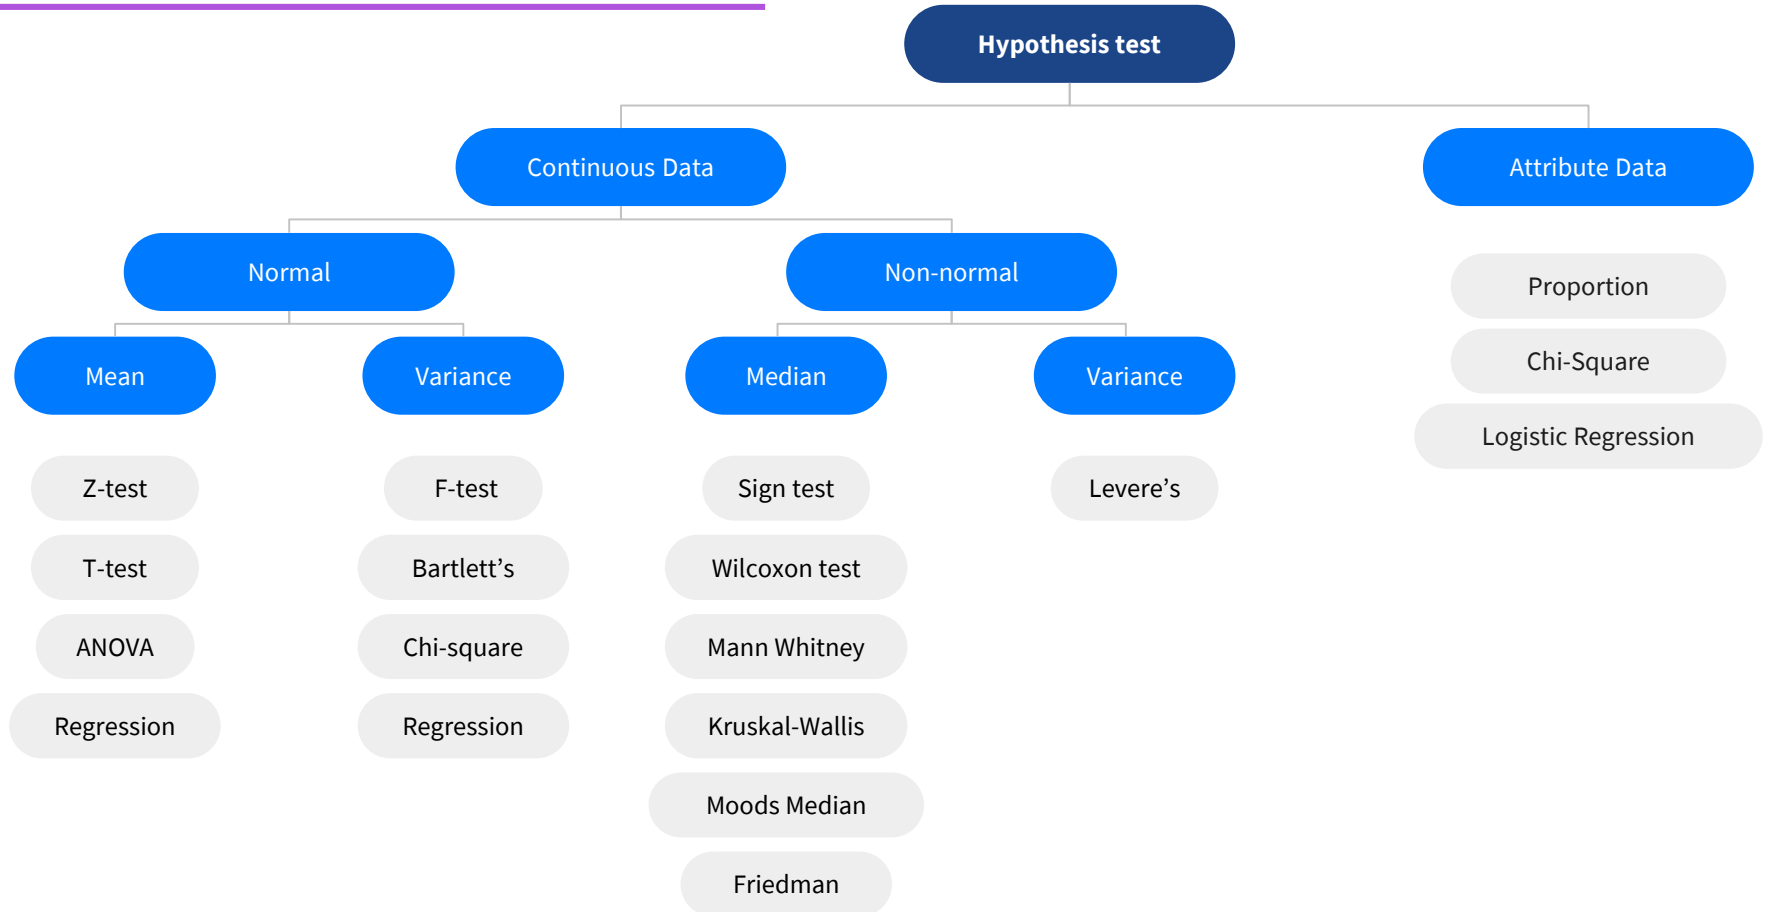 Hypothesis test
Continuous Data
Attribute Data
Normal
Non-normal
Mean
Variance
Median
Variance
Z-test
T-test
ANOVA
Regression
F-test
Bartlett’s
Chi-square
Regression
Sign test
Wilcoxon test
Mann Whitney
Kruskal-Wallis
Moods Median
Friedman
Levere’s
Proportion
Chi-Square
Logistic Regression